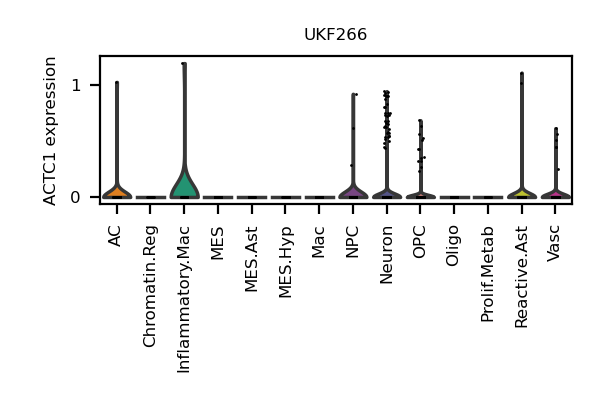 UKF266
ACTC1 expression
1
0
AC
Chromatin.Reg
Inflammatory.Mac
MES
MES.Ast
MES.Hyp
Mac
NPC
Neuron
OPC
Oligo
Prolif.Metab
Reactive.Ast
Vasc